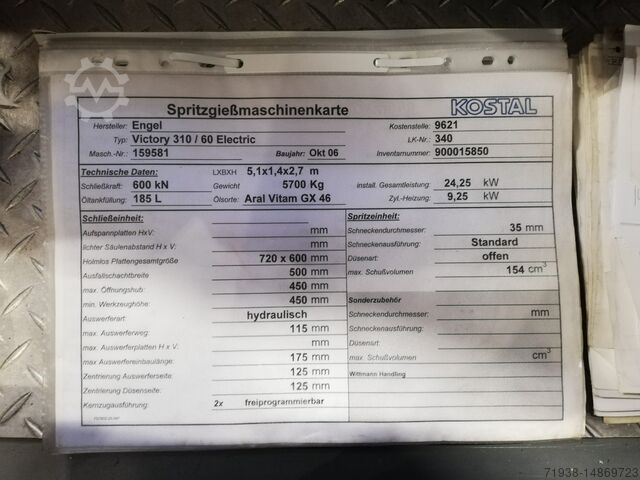 Spritzgießmaschinenkarte KOSTAL
Hersteller: Engel Kostenstelle: 9621
Typ: Victory 310 / 60 Electric LK-Nr.: 340
Masch.-Nr.: 159581 Baujahr: Okt 06 Inventarnummer: 900015850
Technische Daten: LXBXH 5,1x1,4x2,7 m
Schließkraft: 600 kN Gewicht 5700 Kg install. Gesamtleistung: 24,25 kW
Öltankfüllung: 185 L Ölsorte: Aral Vitam GX 46 Zyl.-Heizung: 9,25 kW
Schließeinheit:
Aufspannplatten HxV: mm
lichter Säulenabstand H x V: mm
Holmlos Plattengesamtgröße 720 x 600 mm
Ausfallschachtbreite 500 mm
max. Öffnungshub: 450 mm
min. Werkzeughöhe: 450 mm
Auswerferart: hydraulisch
max. Auswerferweg: 115 mm
max. Auswerferplatten H x V: mm
max Auswerfereinbaulänge: 175 mm
Zentrierung Auswerferseite: 125 mm
Zentrierung Düsenseite: 125 mm
Kernzugausführung: 2x freiprogrammierbar
Spritzeinheit:
Schneckendurchmesser: 35 mm
Schneckenausführung: Standard
Düsenart: offen
max. Schußvolumen: 154 cm³
Sonderzubehör
Schneckendurchmesser: mm
Schneckenausführung:
Düsenart:
max. Schußvolumen cm³
Wittmann Handling
71938-14869723